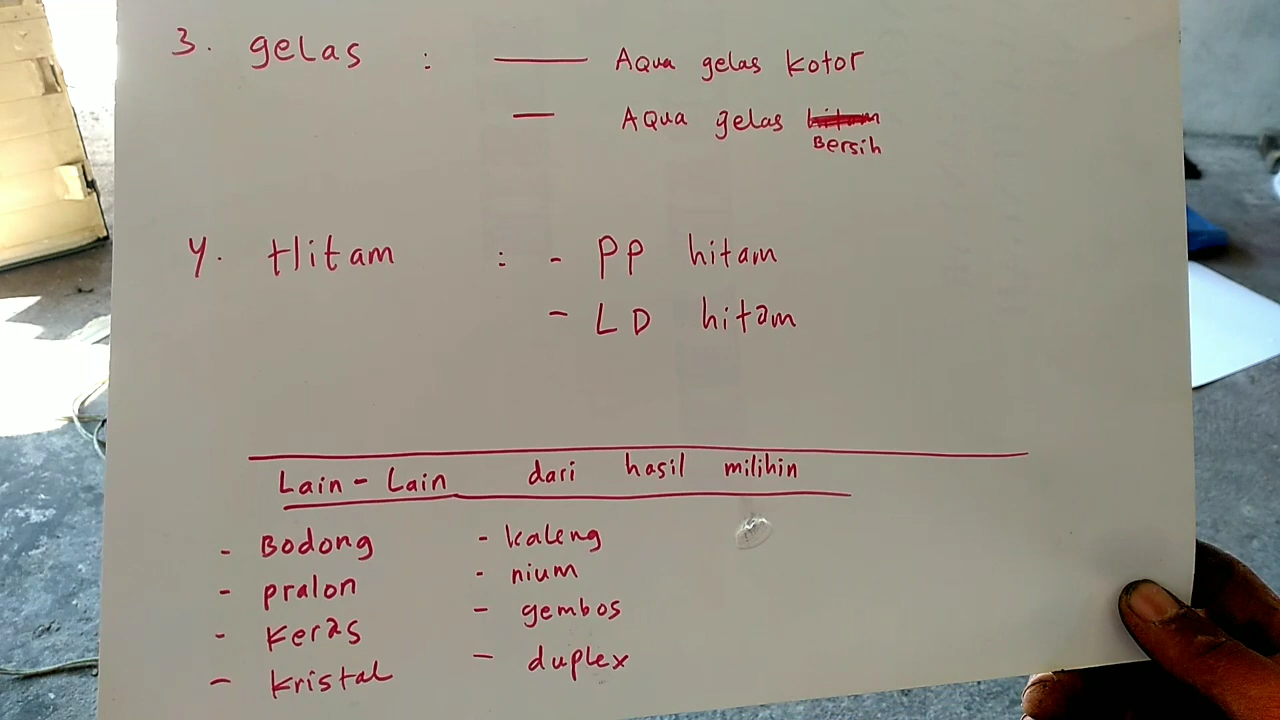 3. gelas : — Aqua gelas kotor
— Aqua gelas
Bersih
4. Hitam : - PP hitam
- LD hitam
Lain - Lain dari hasil milihin
- Bodong - kaleng
- pralon - nium
- Keras - gembos
- kristal - duplex